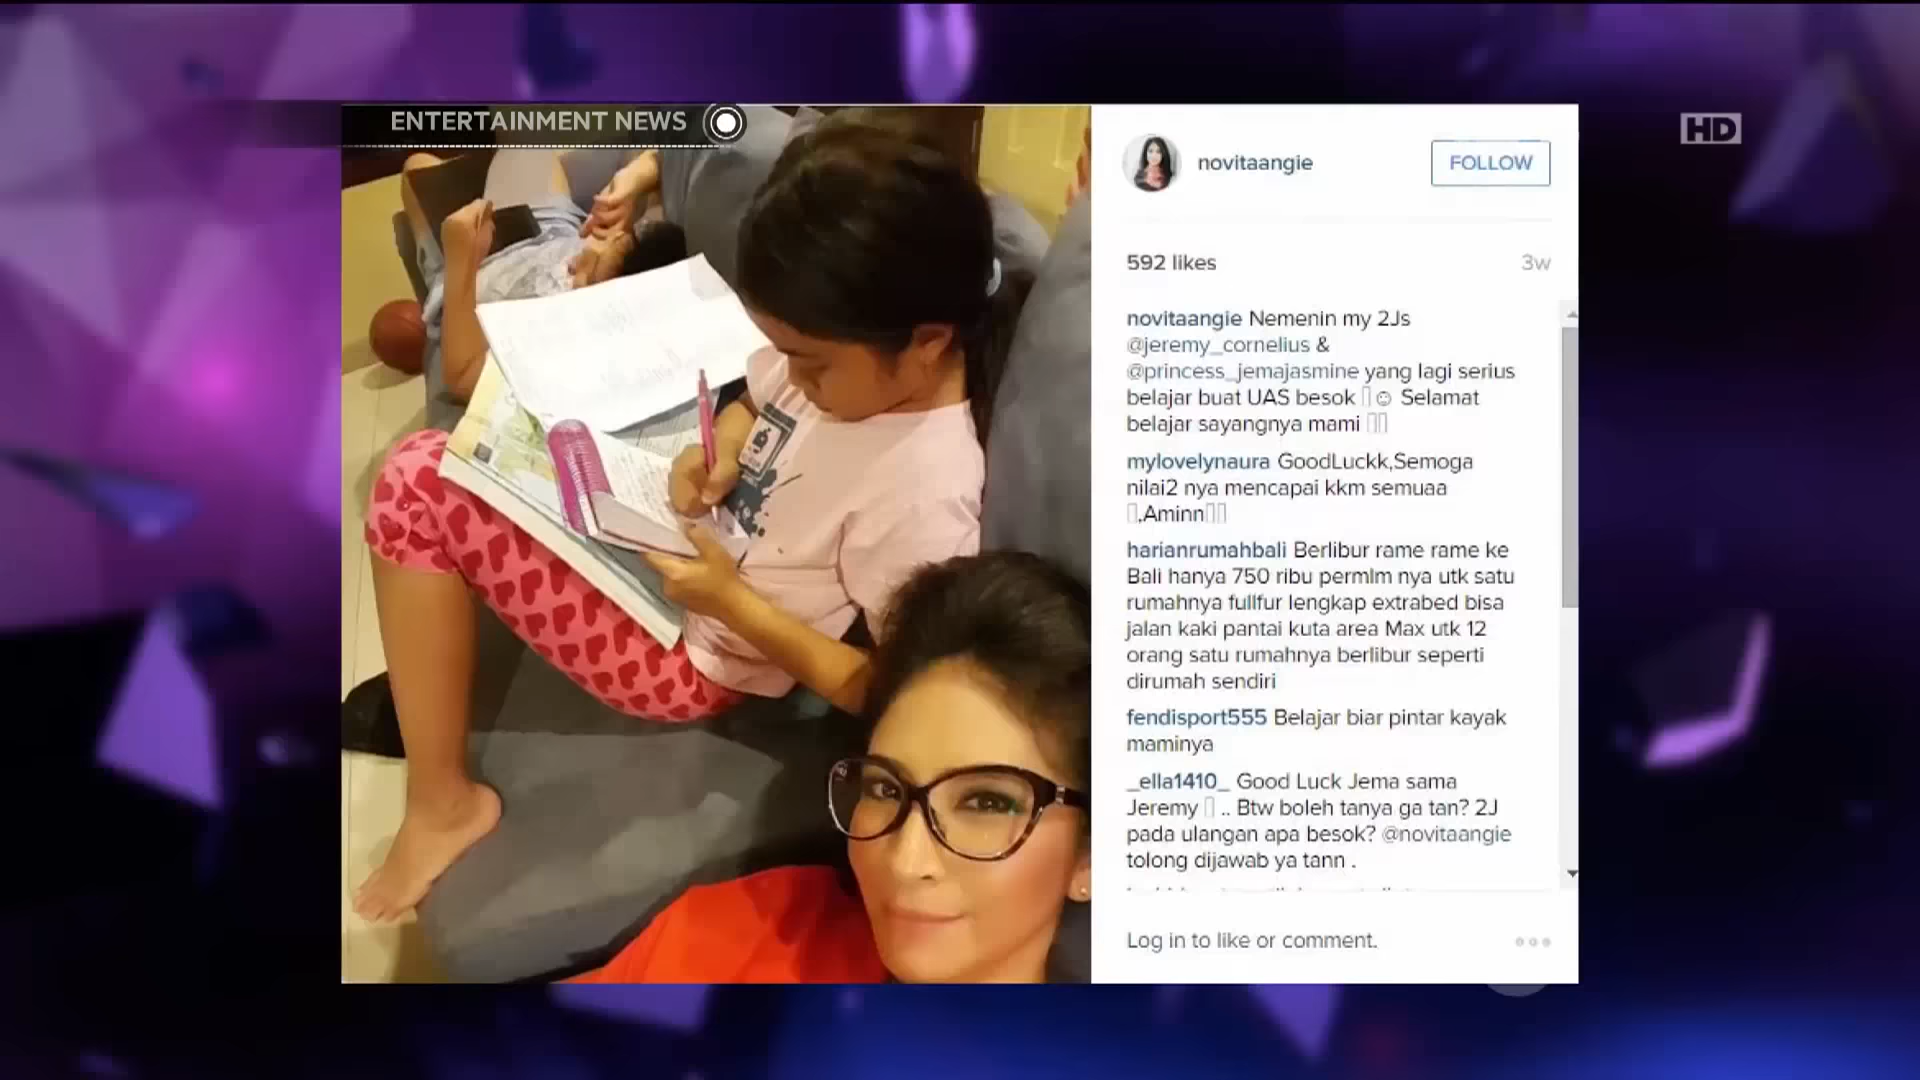 ENTERTAINMENT NEWS
HD
novitaangie
FOLLOW
592 likes
3w
novitaangie Nemenin my 2Js
@jeremy_cornelius &
@princess_jemajasmine yang lagi serius
belajar buat UAS besok ☺ Selamat
belajar sayangnya mami
mylovelynaura GoodLuckk,Semoga
nilai2 nya mencapai kkm semuaa
,Aminn
harianrumahbali Berlibur rame rame ke
Bali hanya 750 ribu permlm nya utk satu
rumahnya fullfur lengkap extrabed bisa
jalan kaki pantai kuta area Max utk 12
orang satu rumahnya berlibur seperti
dirumah sendiri
fendisport555 Belajar biar pintar kayak
maminya
_ella1410_ Good Luck Jema sama
Jeremy .. Btw boleh tanya ga tan? 2J
pada ulangan apa besok? @novitaangie
tolong dijawab ya tann .
Log in to like or comment.